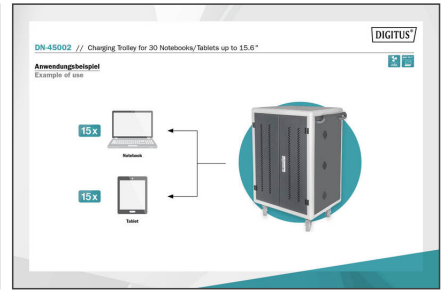 DIGITUS®
DN-45002 // Charging Trolley for 30 Notebooks/Tablets up to 15.6"
Anwendungsbeispiel
Example of use
15x
Notebook
15x
Tablet